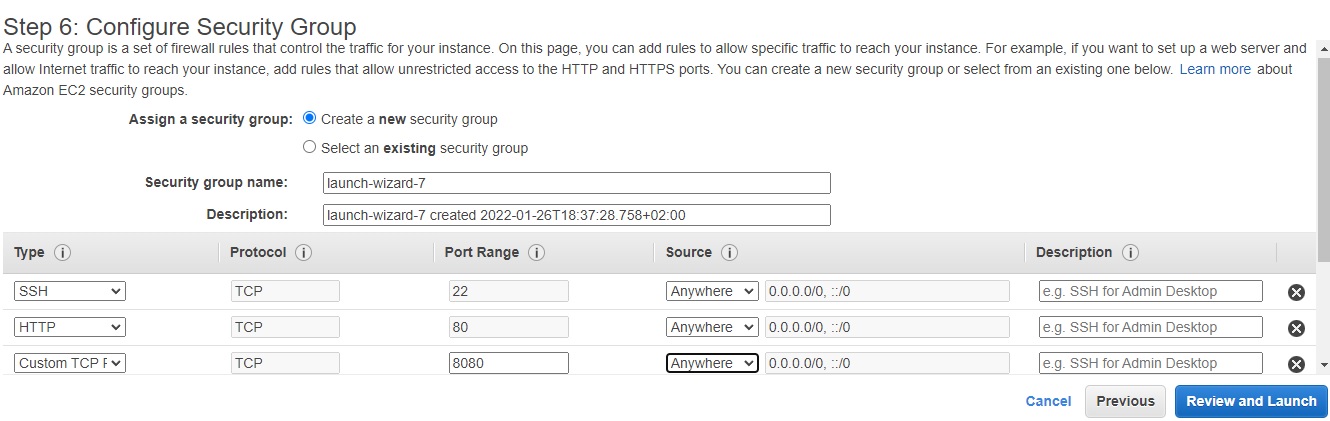 Step 6: Configure Security Group
A security group is a set of firewall rules that control the traffic for your instance. On this page, you can add rules to allow specific traffic to reach your instance. For example, if you want to set up a web server and
allow Internet traffic to reach your instance, add rules that allow unrestricted access to the HTTP and HTTPS ports. You can create a new security group or select from an existing one below. Learn more about
Amazon EC2 security groups.
Assign a security group: Create a new security group
Select an existing security group
Security group name: launch-wizard-7
Description: launch-wizard-7 created 2022-01-26T18:37:28.758+02:00
Type i Protocol i Port Range i Source i Description i
SSH TCP 22 Anywhere 0.0.0.0/0, ::/0 e.g. SSH for Admin Desktop
HTTP TCP 80 Anywhere 0.0.0.0/0, ::/0 e.g. SSH for Admin Desktop
Custom TCP F TCP 8080 Anywhere 0.0.0.0/0, ::/0 e.g. SSH for Admin Desktop
Cancel Previous Review and Launch